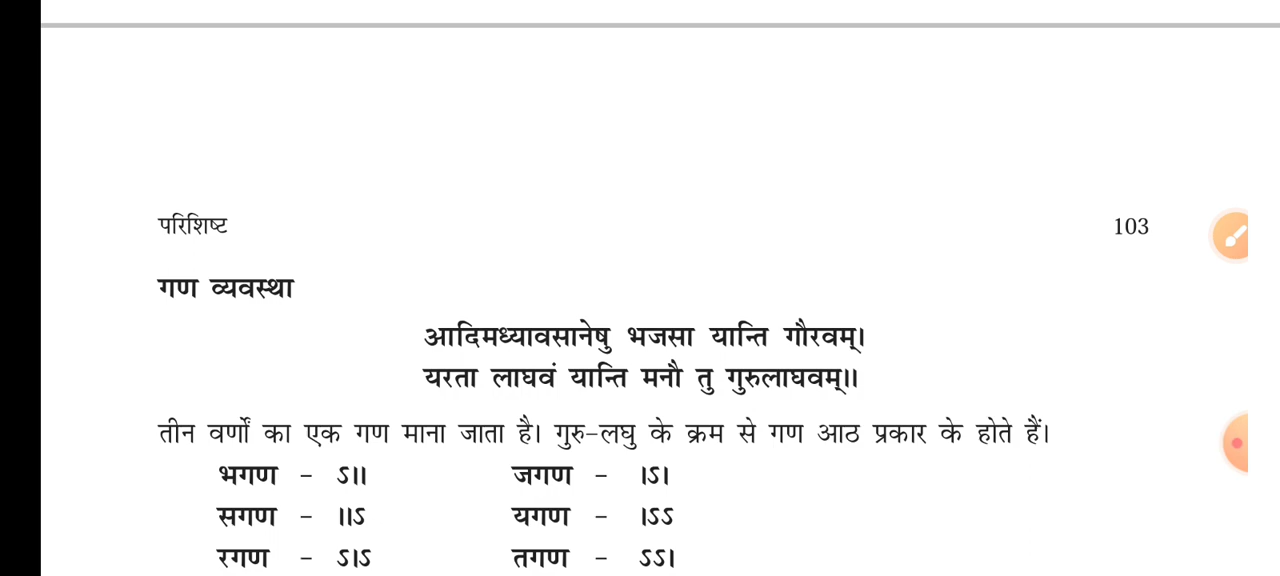 परिशिष्ट 103
गण व्यवस्था
आदिमध्यावसानेषु भजसा यान्ति गौरवम्।
यरता लाघवं यान्ति मनौ तु गुरुलाघवम्॥
तीन वर्णों का एक गण माना जाता है। गुरु-लघु के क्रम से गण आठ प्रकार के होते हैं।
भगण – ऽ।। जगण – ।ऽ।
सगण – ।।ऽ यगण – ।ऽऽ
रगण – ऽ।ऽ तगण – ऽऽ।